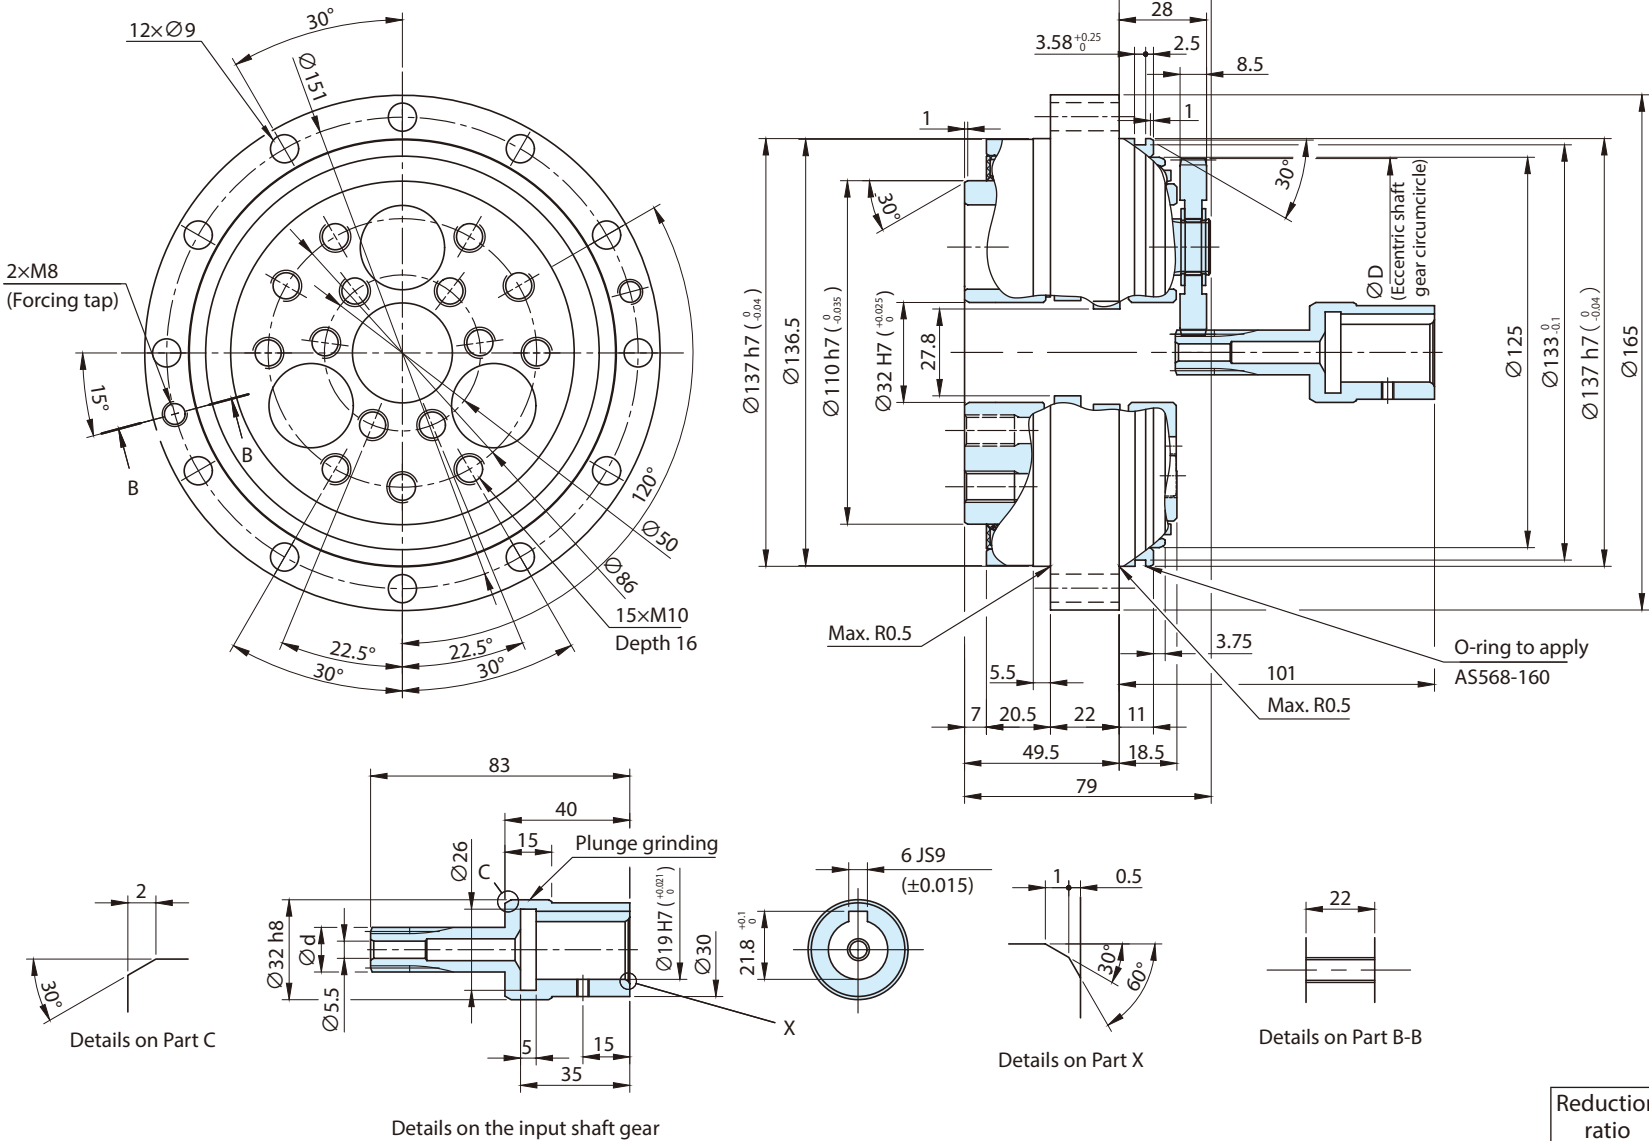 30°
12×∅9
∅151
2×M8
(Forcing tap)
15°
B
B
120°
∅50
∅86
15×M10
Depth 16
22.5°
22.5°
30°
30°
28
3.58 +0.25 0
2.5
8.5
1
1
30°
30°
∅137 h7 ( 0 -0.04 )
∅136.5
∅110 h7 ( 0 -0.035 )
∅32 H7 ( +0.025 0 )
27.8
∅D
(Eccentric shaft
gear circumcircle)
∅125
∅133 0 -0.1
∅137 h7 ( 0 -0.04 )
∅165
Max. R0.5
3.75
O-ring to apply
AS568-160
101
Max. R0.5
5.5
7
20.5
22
11
49.5
18.5
79
83
40
15
Plunge grinding
∅26
C
∅32 h8
∅d
∅5.5
∅19 H7 ( +0.021 0 )
∅30
X
5
15
35
Details on the input shaft gear
2
30°
Details on Part C
6 JS9
(±0.015)
21.8 +0.1 0
1
0.5
30°
60°
Details on Part X
22
Details on Part B-B
Reduction
ratio